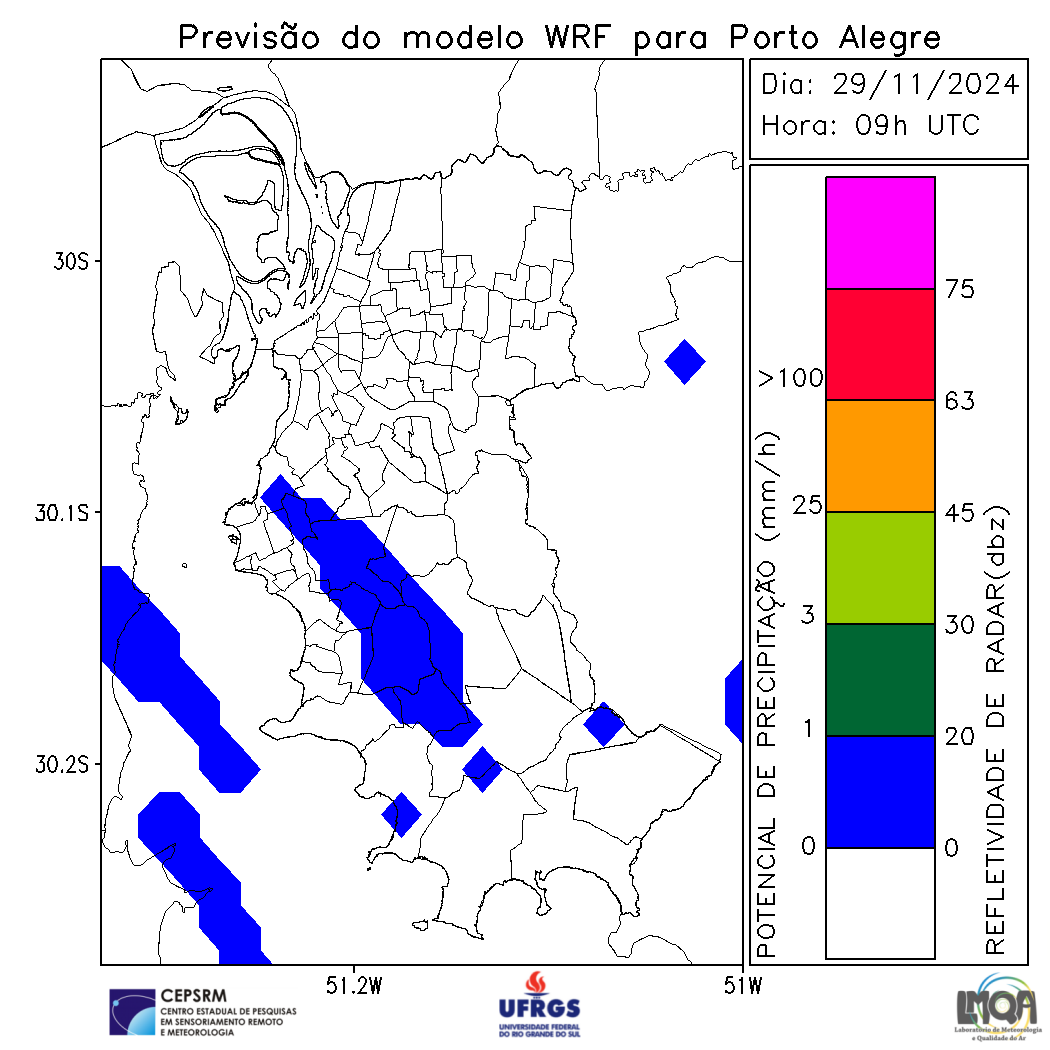 Previsão do modelo WRF para Porto Alegre
Dia: 29/11/2024
Hora: 09h UTC
30S
30.1S
30.2S
51.2W
51W
POTENCIAL DE PRECIPITAÇÃO (mm/h)
>100
25
3
1
0
75
63
45
30
20
0
REFLETIVIDADE DE RADAR(dbz)
CEPSRM
CENTRO ESTADUAL DE PESQUISAS
EM SENSORIAMENTO REMOTO
E METEOROLOGIA
UFRGS
UNIVERSIDADE FEDERAL
DO RIO GRANDE DO SUL
LMQA
Laboratório de Meteorologia
e Qualidade do Ar